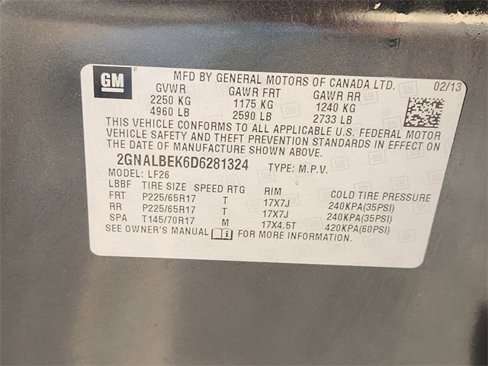 GM
MFD BY GENERAL MOTORS OF CANADA LTD. 02/13
GVWR GAWR FRT GAWR RR
2250 KG 1175 KG 1240 KG
4960 LB 2590 LB 2733 LB
THIS VEHICLE CONFORMS TO ALL APPLICABLE U.S. FEDERAL MOTOR
VEHICLE SAFETY AND THEFT PREVENTION STANDARDS IN EFFECT ON
THE DATE OF MANUFACTURE SHOWN ABOVE.
2GNALBEK6D6281324 TYPE: M.P.V.
MODEL: LF26
LBBF TIRE SIZE SPEED RTG RIM COLD TIRE PRESSURE
FRT P225/65R17 T 17X7J 240KPA(35PSI)
RR P225/65R17 T 17X7J 240KPA(35PSI)
SPA T145/70R17 M 17X4.5T 420KPA(60PSI)
SEE OWNER'S MANUAL FOR MORE INFORMATION